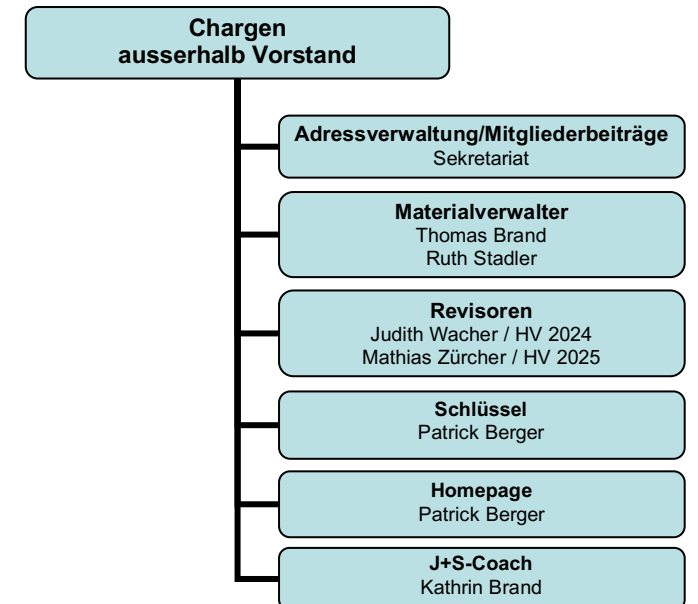 Chargen
ausserhalb Vorstand
Adressverwaltung/Mitgliederbeiträge
Sekretariat
Materialverwalter
Thomas Brand
Ruth Stadler
Revisoren
Judith Wacher / HV 2024
Mathias Zürcher / HV 2025
Schlüssel
Patrick Berger
Homepage
Patrick Berger
J+S-Coach
Kathrin Brand